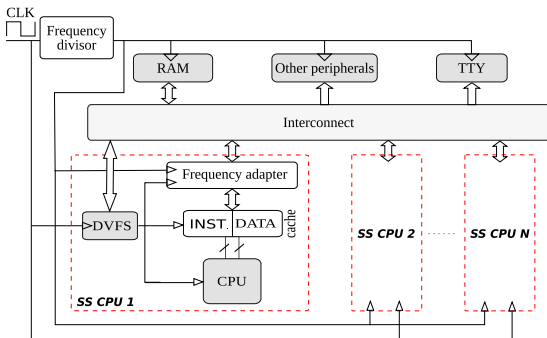 CLK
Frequency
divisor
RAM
Other peripherals
TTY
Interconnect
Frequency adapter
DVFS
INST.
DATA
cache
CPU
SS CPU 1
SS CPU 2
......
SS CPU N